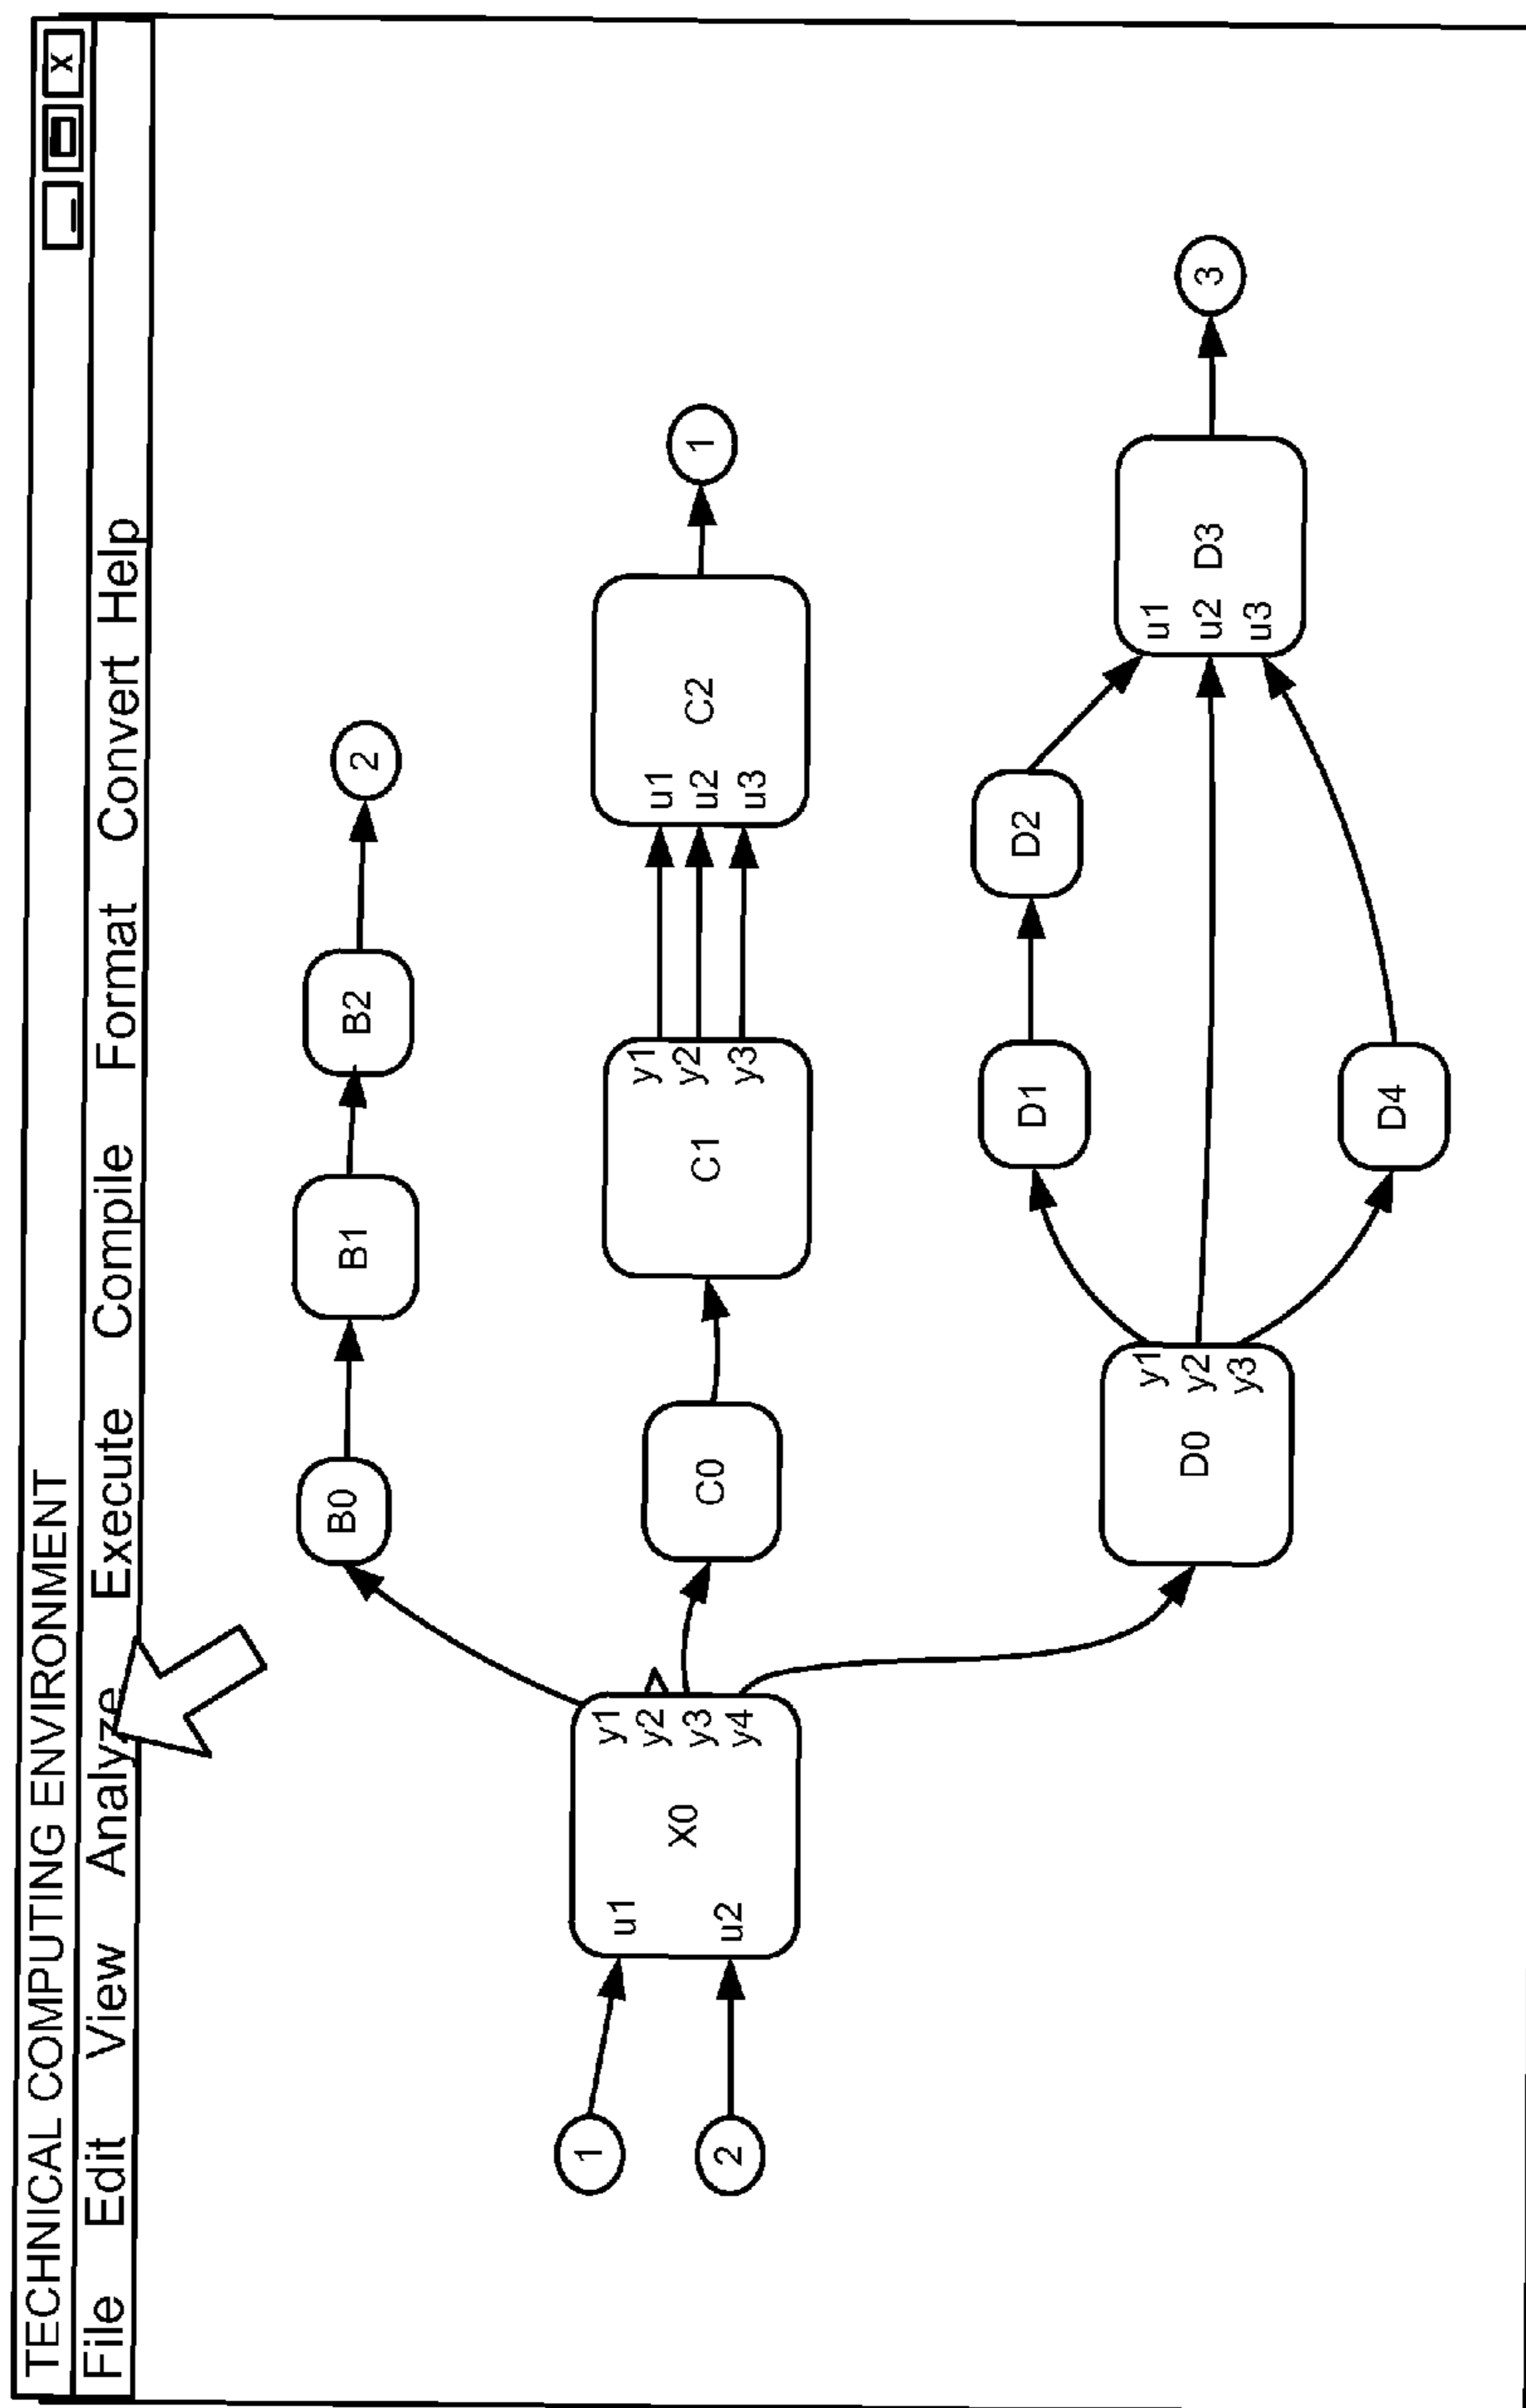 TECHNICAL COMPUTING ENVIRONMENT
X
File Edit View Analyze Execute Compile Format Convert Help
B0
B1
B2
2
1
2
u1
u2
X0
y1
y2
y3
y4
C0
C1
y1
y2
y3
u1
u2
u3
C2
1
D0
y1
y2
y3
D1
D2
D4
u1
u2
u3
D3
3